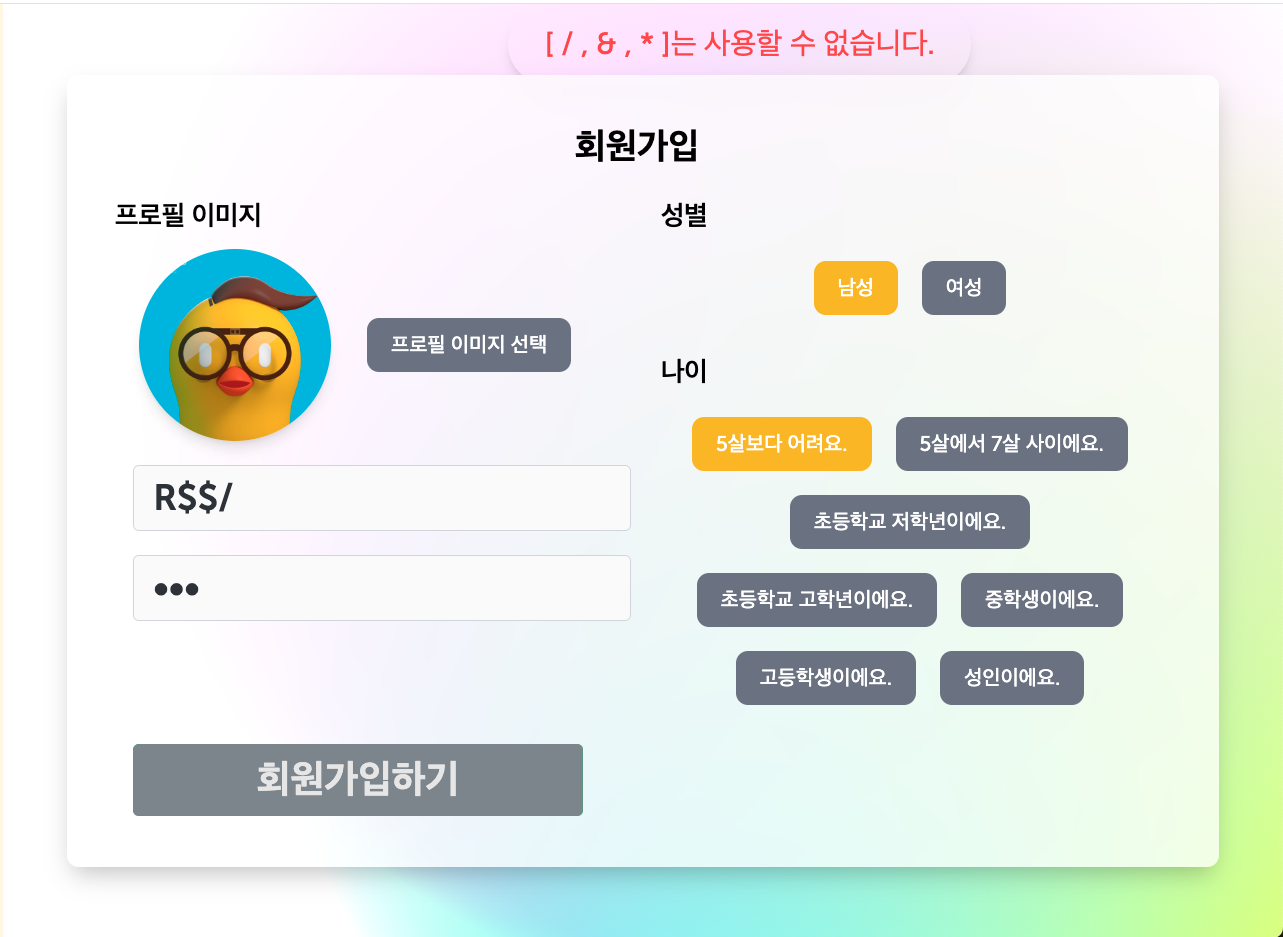 [ / , & , * ]는 사용할 수 없습니다.
회원가입
프로필 이미지
프로필 이미지 선택
R$$/
●●●
회원가입하기
성별
남성 여성
나이
5살보다 어려요. 5살에서 7살 사이에요.
초등학교 저학년이에요.
초등학교 고학년이에요. 중학생이에요.
고등학생이에요. 성인이에요.